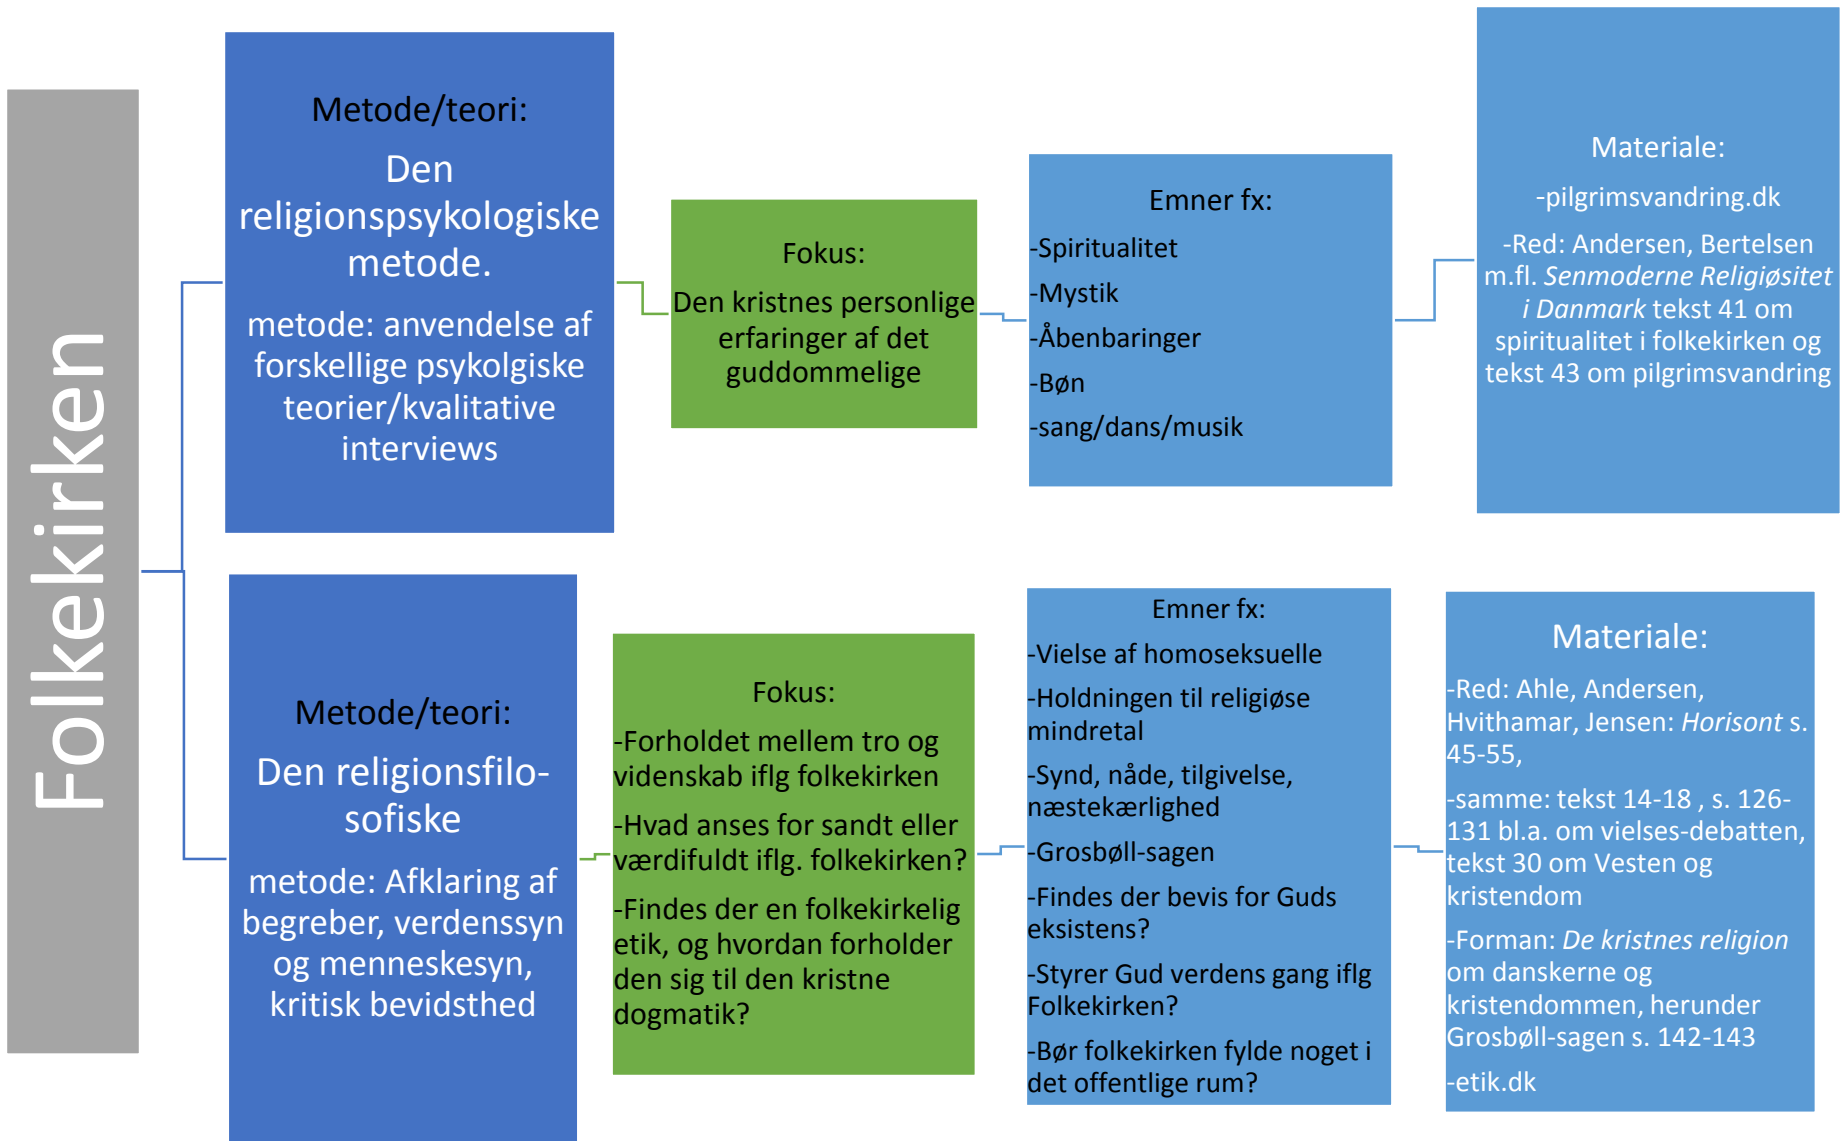 Folkekirken
Metode/teori:
Den
religionspsykologiske
metode.
metode: anvendelse af
forskellige psykolgiske
teorier/kvalitative
interviews
Fokus:
Den kristnes personlige
erfaringer af det
guddommelige
Emner fx:
-Spiritualitet
-Mystik
-Åbenbaringer
-Bøn
-sang/dans/musik
Materiale:
-pilgrimsvandring.dk
-Red: Andersen, Bertelsen
m.fl. Senmoderne Religiøsitet
i Danmark tekst 41 om
spiritualitet i folkekirken og
tekst 43 om pilgrimsvandring
Metode/teori:
Den religionsfilo-
sofiske
metode: Afklaring af
begreber, verdenssyn
og menneskesyn,
kritisk bevidsthed
Fokus:
-Forholdet mellem tro og
videnskab iflg folkekirken
-Hvad anses for sandt eller
værdifuldt iflg. folkekirken?
-Findes der en folkekirkelig
etik, og hvordan forholder
den sig til den kristne
dogmatik?
Emner fx:
-Vielse af homoseksuelle
-Holdningen til religiøse
mindretal
-Synd, nåde, tilgivelse,
næstekærlighed
-Grosbøll-sagen
-Findes der bevis for Guds
eksistens?
-Styrer Gud verdens gang iflg
Folkekirken?
-Bør folkekirken fylde noget i
det offentlige rum?
Materiale:
-Red: Ahle, Andersen,
Hvithamar, Jensen: Horisont s.
45-55,
-samme: tekst 14-18 , s. 126-
131 bl.a. om vielses-debatten,
tekst 30 om Vesten og
kristendom
-Forman: De kristnes religion
om danskerne og
kristendommen, herunder
Grosbøll-sagen s. 142-143
-etik.dk